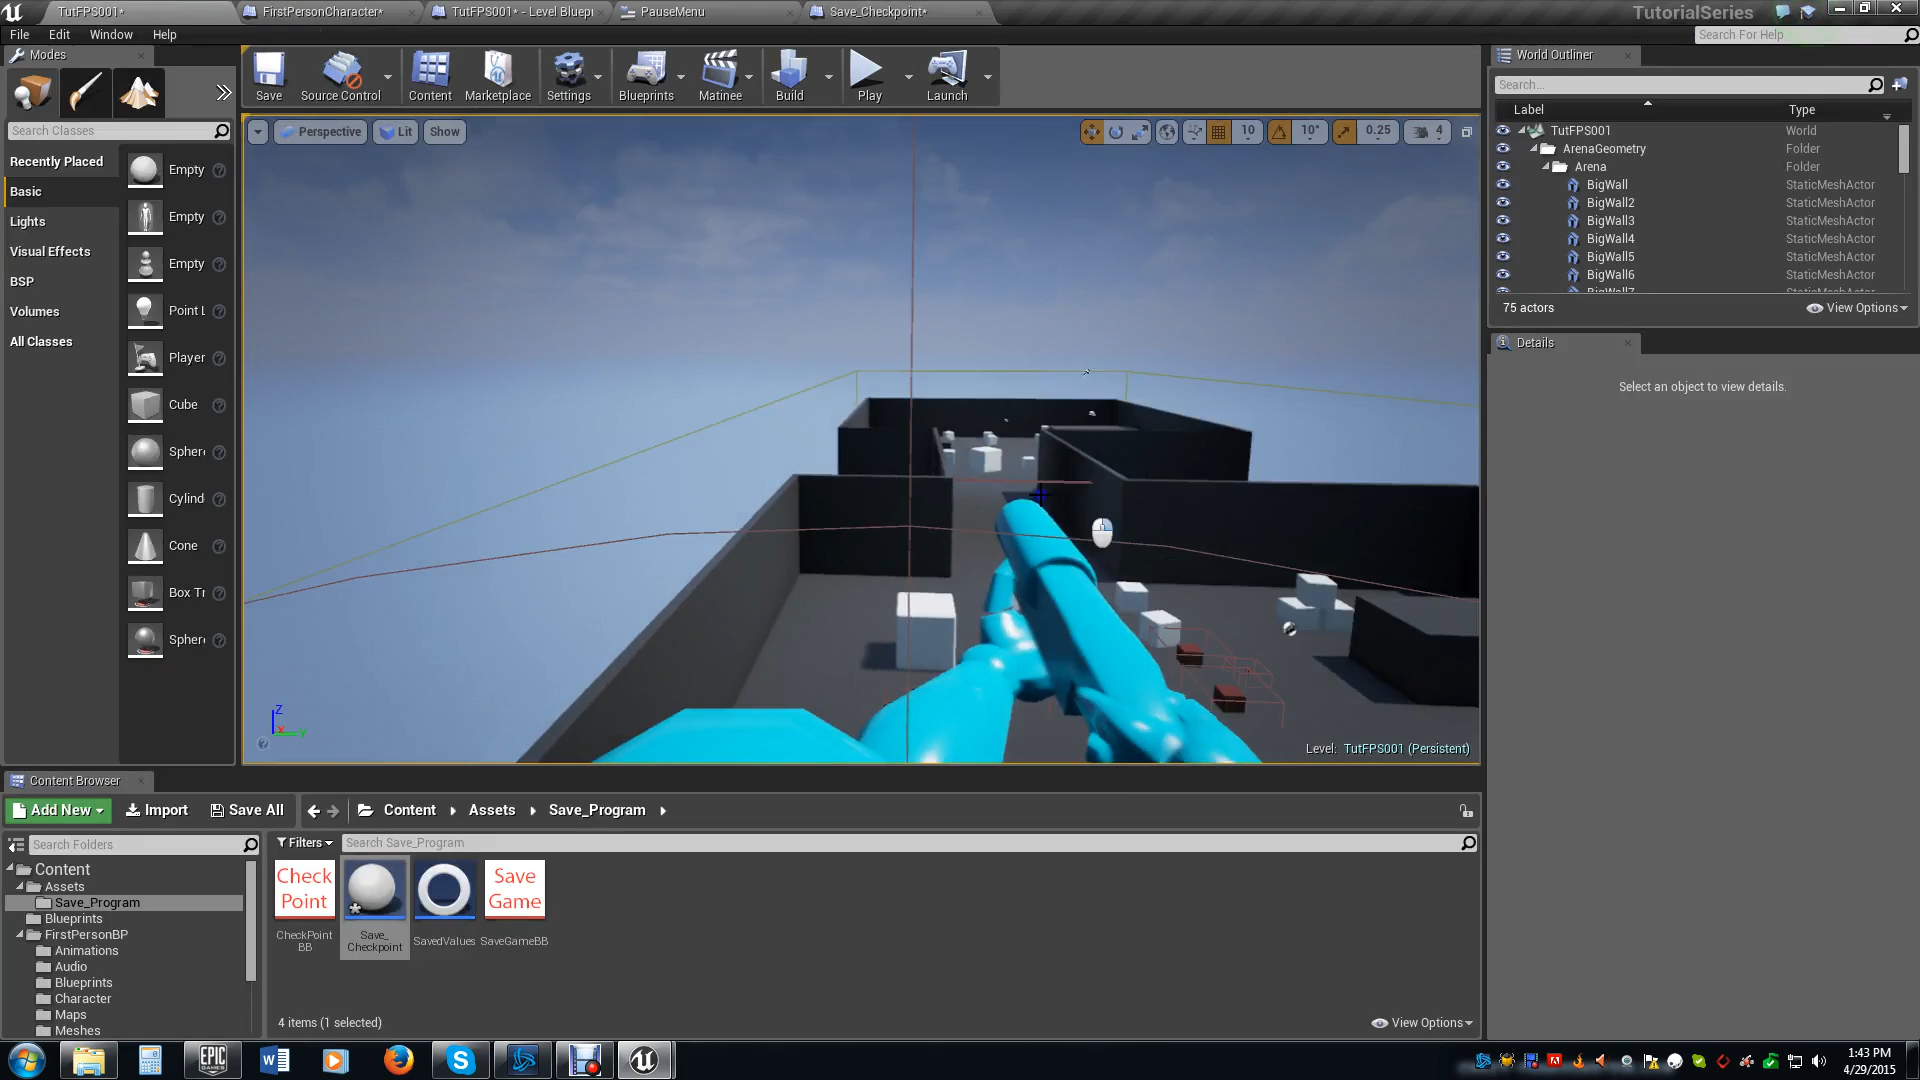 TutFPS001*
FirstPersonCharacter*
TutFPS001* - Level Bluepr
PauseMenu
Save_Checkpoint*
TutorialSeries
File Edit Window Help
Search For Help
Modes
Save
Source Control
Content
Marketplace
Settings
Blueprints
Matinee
Build
Play
Launch
World Outliner
Search...
Label Type
TutFPS001 World
ArenaGeometry Folder
Arena Folder
BigWall StaticMeshActor
BigWall2 StaticMeshActor
BigWall3 StaticMeshActor
BigWall4 StaticMeshActor
BigWall5 StaticMeshActor
BigWall6 StaticMeshActor
BigWall7
75 actors
View Options
Details
Select an object to view details.
Search Classes
Recently Placed
Basic
Lights
Visual Effects
BSP
Volumes
All Classes
Empty
Empty
Empty
Point L
Player
Cube
Spher
Cylind
Cone
Box Tr
Spher
Perspective Lit Show
10 10° 0.25 4
Z
Y
Level: TutFPS001 (Persistent)
Content Browser
Add New Import Save All
Content Assets Save_Program
Search Folders
Filters
Search Save_Program
Content
Assets
Save_Program
Blueprints
FirstPersonBP
Animations
Audio
Blueprints
Character
Maps
Meshes
Check
Point
CheckPoint
BB
Save_
Checkpoint
SavedValues
Save
Game
SaveGameBB
4 items (1 selected)
View Options
EPIC
GAMES
1:43 PM
4/29/2015